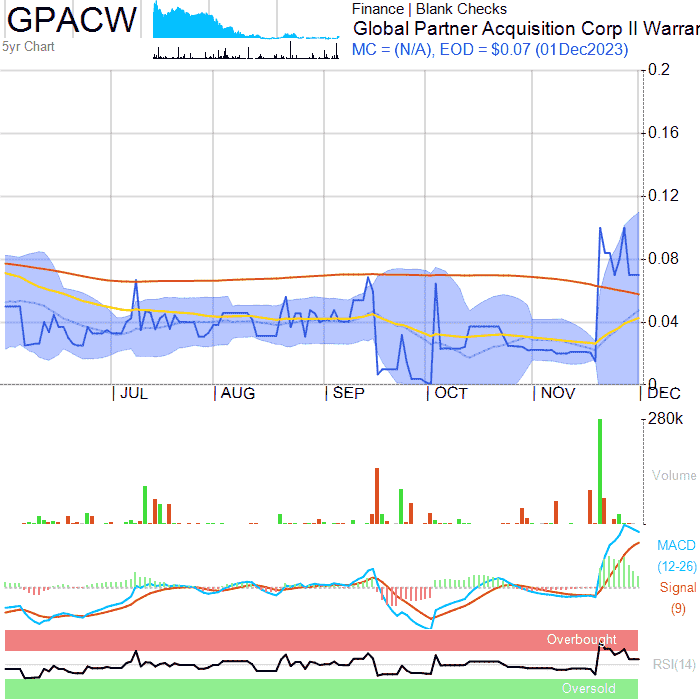 GPACW
5yr Chart
Finance | Blank Checks
Global Partner Acquisition Corp II Warrar
MC = (N/A), EOD = $0.07 (01Dec2023)
0.2
0.16
0.12
0.08
0.04
0
JUL
AUG
SEP
OCT
NOV
DEC
280k
Volume
MACD
(12-26)
Signal
(9)
Overbought
RSI(14)
Oversold